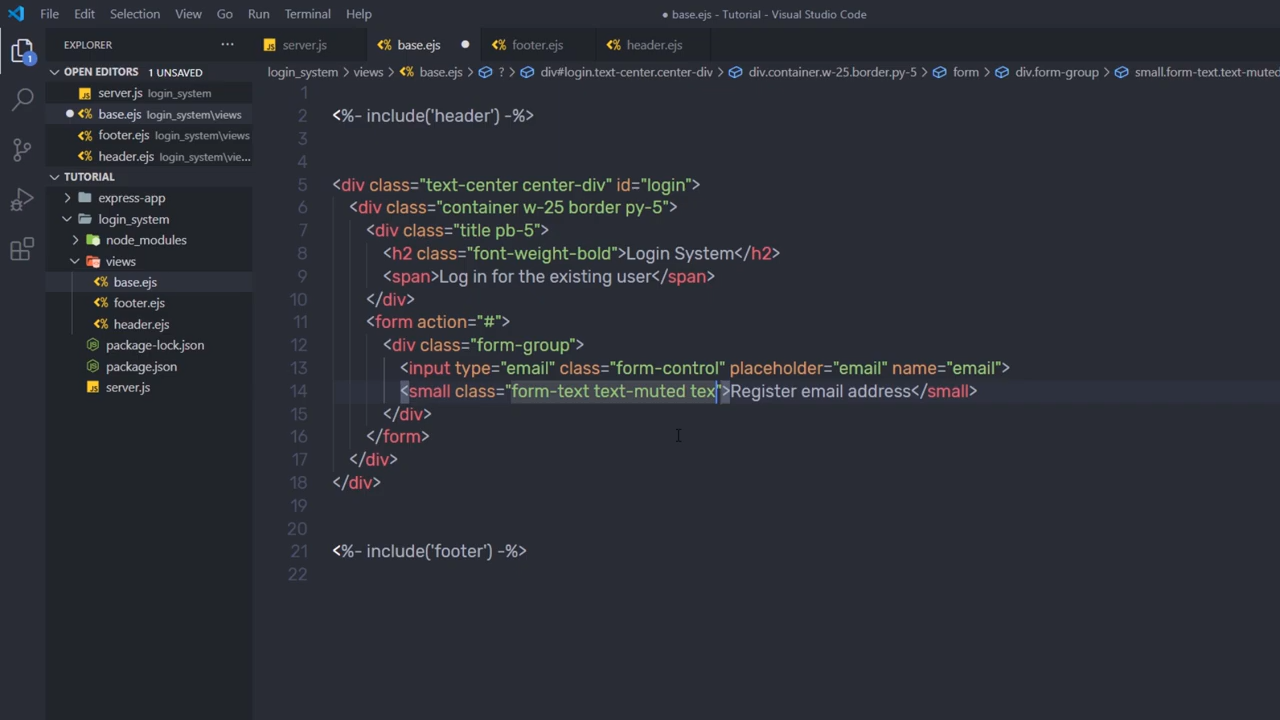 File Edit Selection View Go Run Terminal Help
● base.ejs - Tutorial - Visual Studio Code
1
EXPLORER ···
OPEN EDITORS 1 UNSAVED
server.js login_system
base.ejs login_system\views
footer.ejs login_system\views
header.ejs login_system\vie...
TUTORIAL
express-app
login_system
node_modules
views
base.ejs
footer.ejs
header.ejs
package-lock.json
package.json
server.js
server.js base.ejs footer.ejs header.ejs
login_system > views > base.ejs > ? > div#login.text-center.center-div > div.container.w-25.border.py-5 > form > div.form-group > small.form-text.text-muted
1
2 <%- include('header') -%>
3
4
5 <div class="text-center center-div" id="login">
6 <div class="container w-25 border py-5">
7 <div class="title pb-5">
8 <h2 class="font-weight-bold">Login System</h2>
9 <span>Log in for the existing user</span>
10 </div>
11 <form action="#">
12 <div class="form-group">
13 <input type="email" class="form-control" placeholder="email" name="email">
14 <small class="form-text text-muted tex">Register email address</small>
15 </div>
16 </form>
17 </div>
18 </div>
19
20
21 <%- include('footer') -%>
22